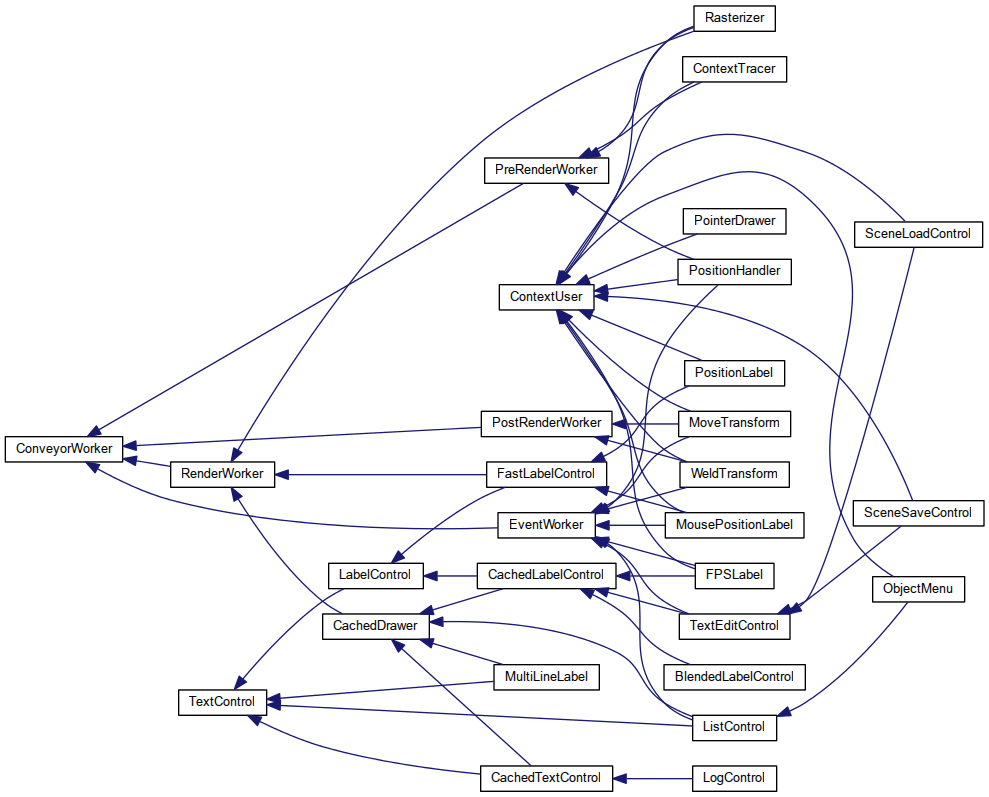 Rasterizer
ContextTracer
PreRenderWorker
PointerDrawer
SceneLoadControl
PositionHandler
ContextUser
PositionLabel
PostRenderWorker
MoveTransform
ConveyorWorker
RenderWorker
FastLabelControl
WeldTransform
SceneSaveControl
EventWorker
MousePositionLabel
LabelControl
CachedLabelControl
FPSLabel
ObjectMenu
CachedDrawer
TextEditControl
MultiLineLabel
BlendedLabelControl
TextControl
ListControl
CachedTextControl
LogControl